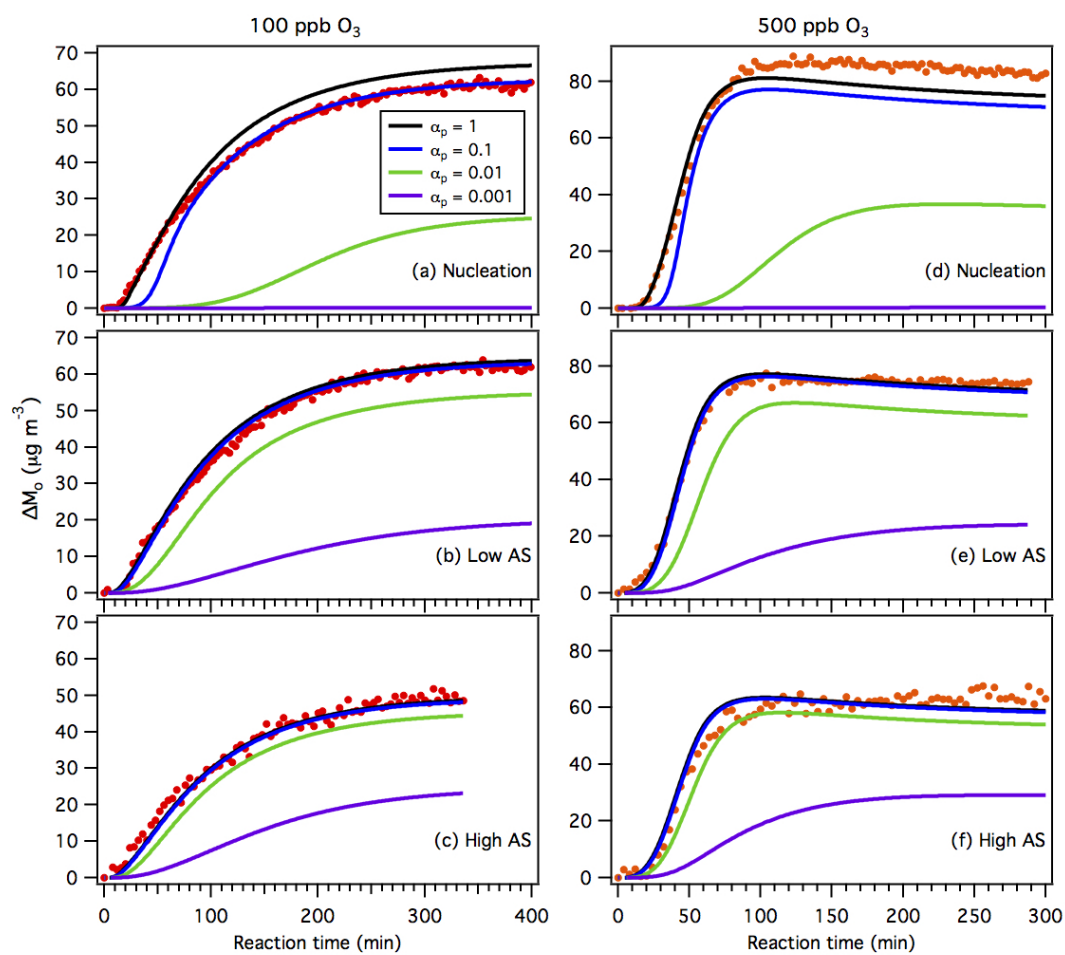 100 ppb O₃
500 ppb O₃
70
60
50
40
30
20
10
0
αₚ = 1
αₚ = 0.1
αₚ = 0.01
αₚ = 0.001
(a) Nucleation
80
60
40
20
0
(d) Nucleation
ΔMₒ (µg m⁻³)
70
60
50
40
30
20
10
0
(b) Low AS
80
60
40
20
0
(e) Low AS
70
60
50
40
30
20
10
0
(c) High AS
80
60
40
20
0
(f) High AS
0 100 200 300 400
0 50 100 150 200 250 300
Reaction time (min)
Reaction time (min)